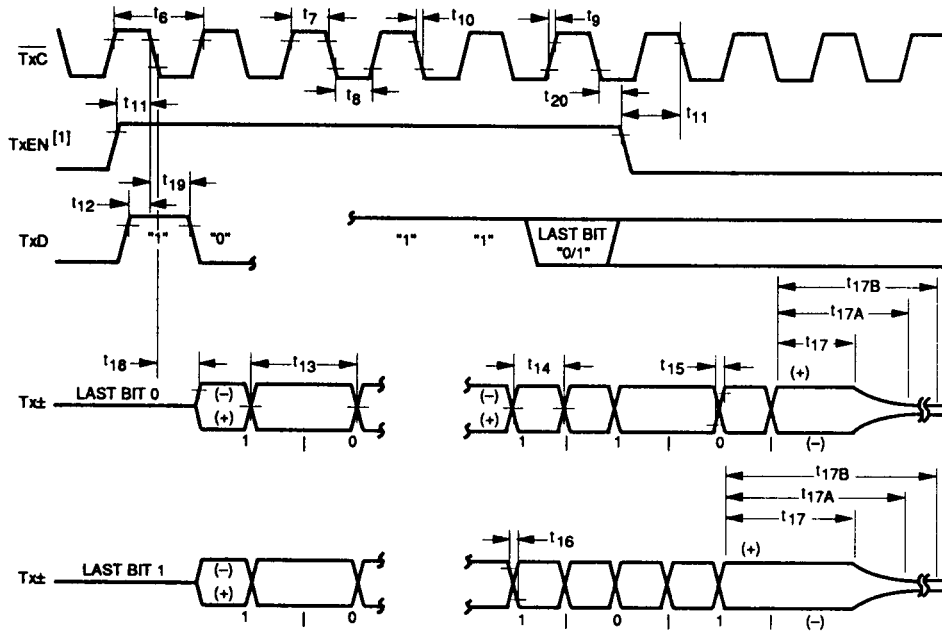 t6 t7 t10 t9
TxC
t8 t20
t11 t11
TxEN [1]
t19
t12
TxD "1" "0" "1" "1" LAST BIT
"0/1"
t17B
t17A
t18 t13 t14 t15 t17
Tx± LAST BIT 0 (–) (–) (+)
(+) (+)
1 | 0 1 | 1 | 0 | (–)
t17B
t17A
t17
t16
Tx± LAST BIT 1 (–) (+)
(+)
1 | 0 1 | 0 | 1 (–)